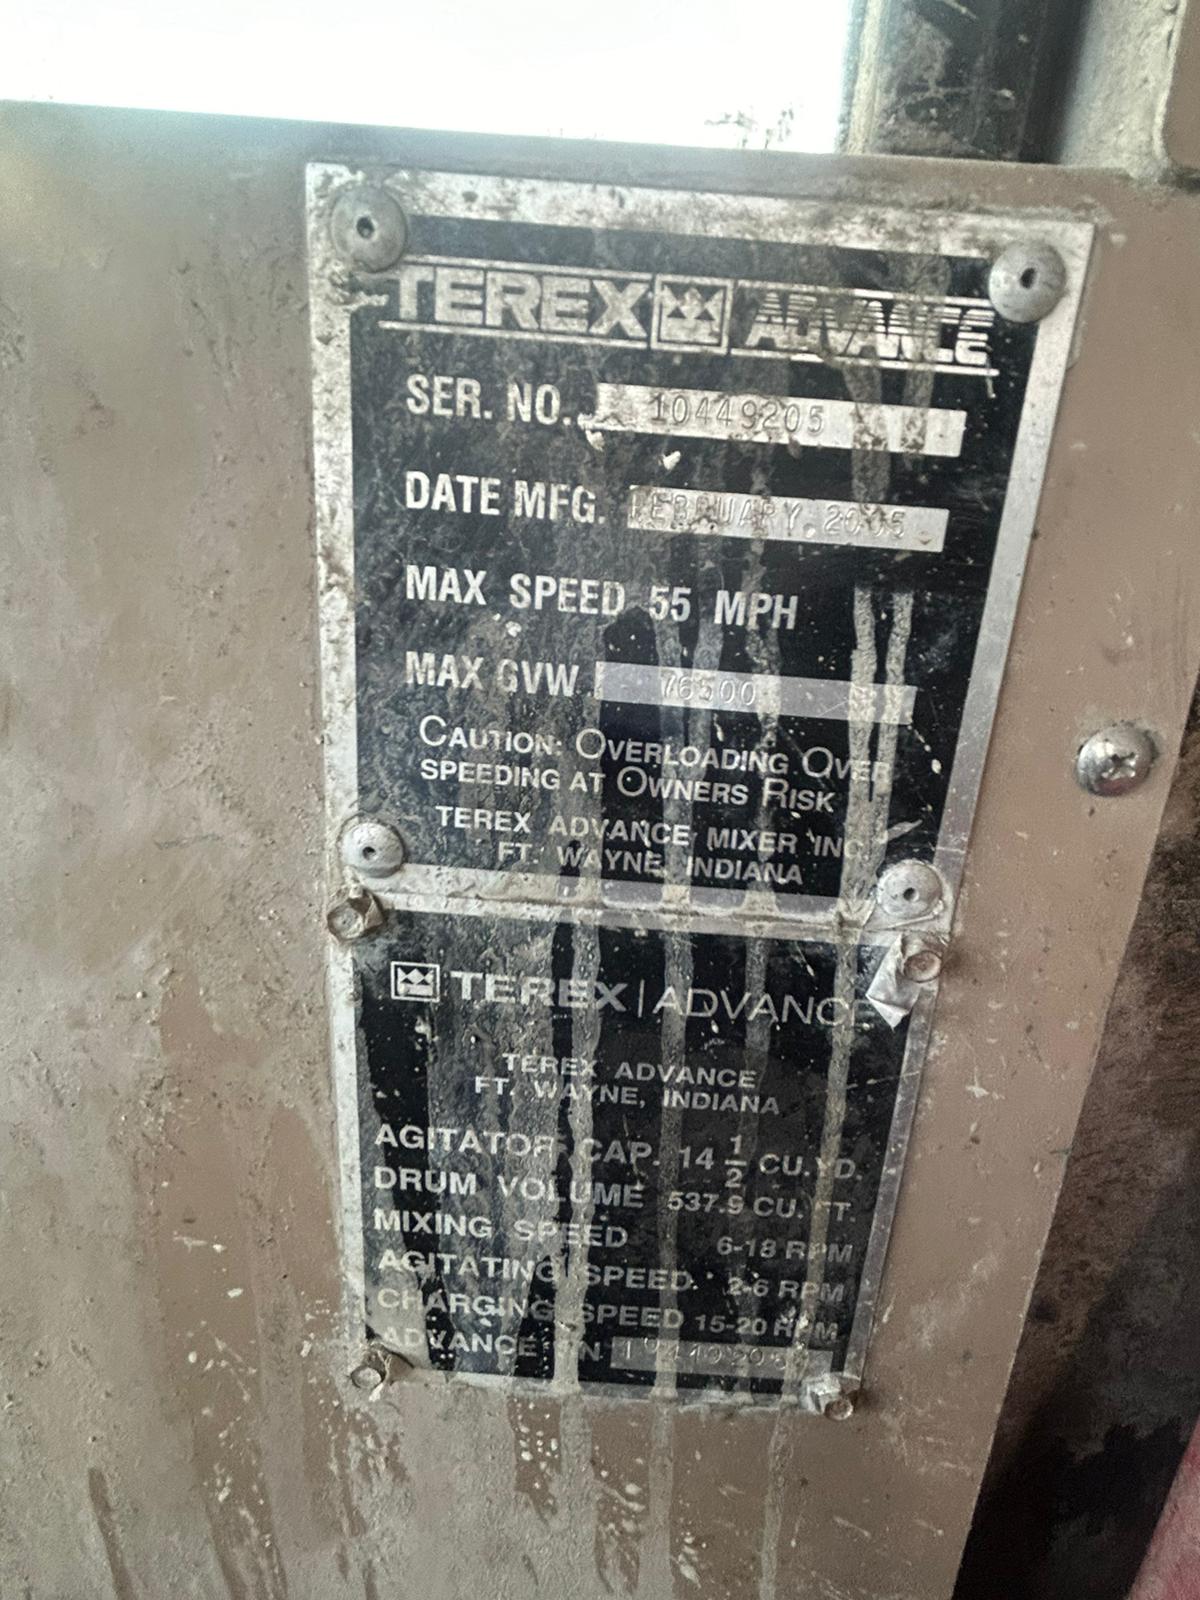 TEREX ADVANCE
SER. NO. 10449205
DATE MFG. FEBRUARY, 2005
MAX SPEED 55 MPH
MAX GVW 76500
CAUTION: OVERLOADING OVER
SPEEDING AT OWNERS RISK
TEREX ADVANCE MIXER INC.
FT. WAYNE, INDIANA
TEREX | ADVANCE
TEREX ADVANCE
FT. WAYNE, INDIANA
AGITATOR CAP. 14 1/2 CU. YD.
DRUM VOLUME 537.9 CU. FT.
MIXING SPEED 6-18 RPM
AGITATING SPEED 2-6 RPM
CHARGING SPEED 15-20 RPM
ADVANCE